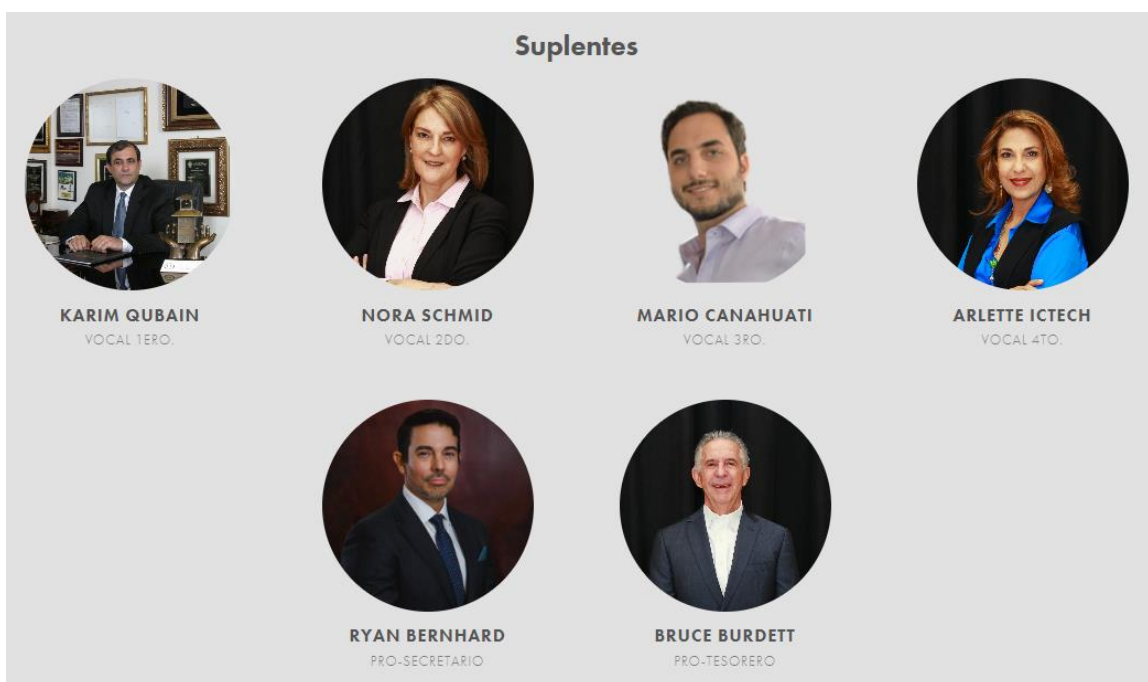 Suplentes
KARIM QUBAIN
VOCAL 1ERO.
NORA SCHMID
VOCAL 2DO.
MARIO CANAHUATI
VOCAL 3RO.
ARLETTE ICTECH
VOCAL 4TO.
RYAN BERNHARD
PRO-SECRETARIO
BRUCE BURDETT
PRO-TESORERO